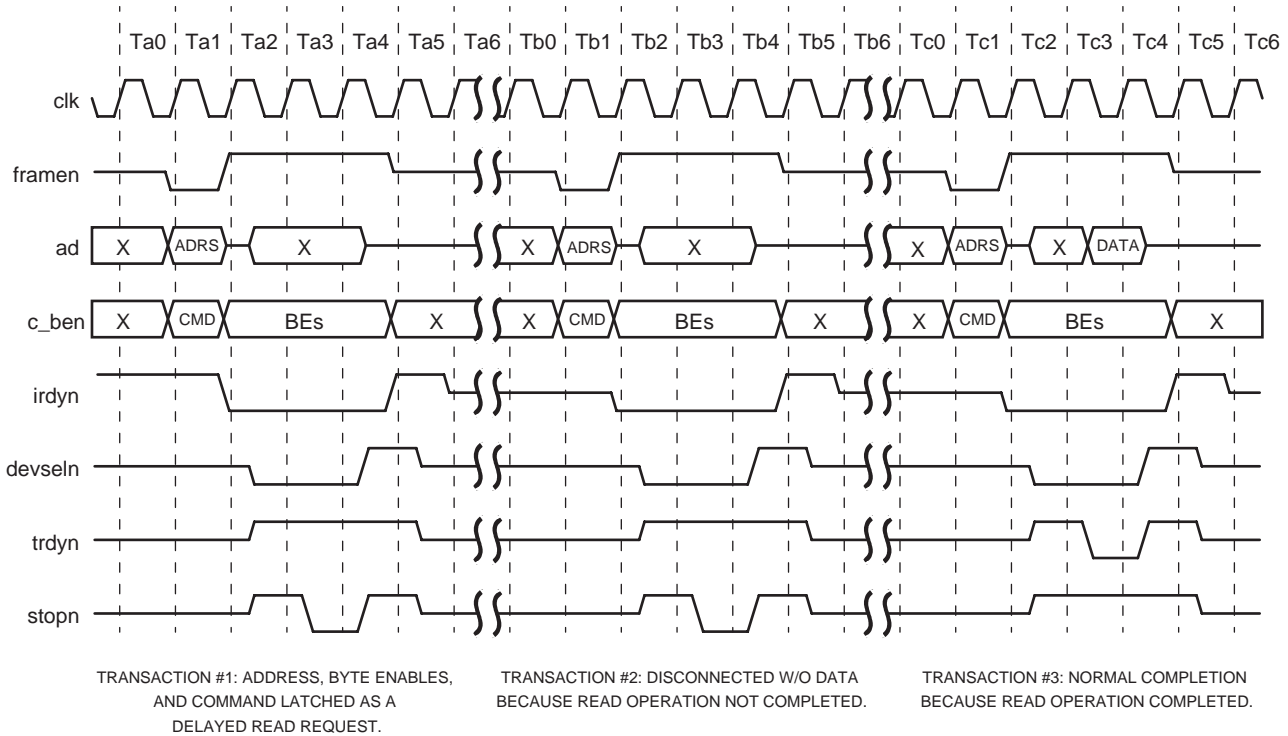 Ta0 Ta1 Ta2 Ta3 Ta4 Ta5 Ta6 Tb0 Tb1 Tb2 Tb3 Tb4 Tb5 Tb6 Tc0 Tc1 Tc2 Tc3 Tc4 Tc5 Tc6
clk
framen
ad X ADRS X X ADRS X X ADRS X DATA
c_ben X CMD BEs X X CMD BEs X X CMD BEs X
irdyn
devseln
trdyn
stopn
TRANSACTION #1: ADDRESS, BYTE ENABLES,
AND COMMAND LATCHED AS A
DELAYED READ REQUEST.
TRANSACTION #2: DISCONNECTED W/O DATA
BECAUSE READ OPERATION NOT COMPLETED.
TRANSACTION #3: NORMAL COMPLETION
BECAUSE READ OPERATION COMPLETED.